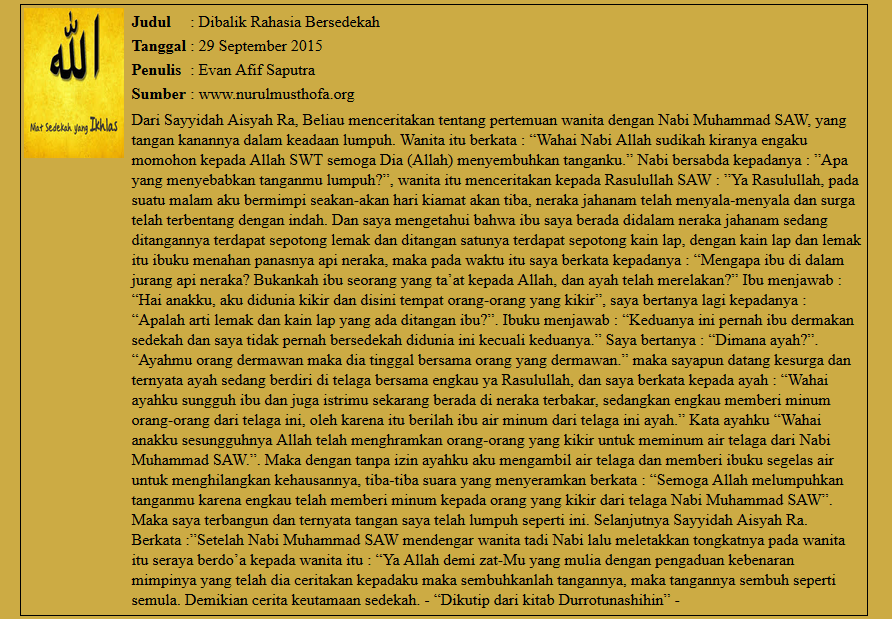 الله
Niat Sedekah yang Ikhlas
Judul : Dibalik Rahasia Bersedekah
Tanggal : 29 September 2015
Penulis : Evan Afif Saputra
Sumber : www.nurulmusthofa.org
Dari Sayyidah Aisyah Ra, Beliau menceritakan tentang pertemuan wanita dengan Nabi Muhammad SAW, yang
tangan kanannya dalam keadaan lumpuh. Wanita itu berkata : “Wahai Nabi Allah sudikah kiranya engaku
momohon kepada Allah SWT semoga Dia (Allah) menyembuhkan tanganku.” Nabi bersabda kepadanya : ”Apa
yang menyebabkan tanganmu lumpuh?”, wanita itu menceritakan kepada Rasulullah SAW : ”Ya Rasulullah, pada
suatu malam aku bermimpi seakan-akan hari kiamat akan tiba, neraka jahanam telah menyala-menyala dan surga
telah terbentang dengan indah. Dan saya mengetahui bahwa ibu saya berada didalam neraka jahanam sedang
ditangannya terdapat sepotong lemak dan ditangan satunya terdapat sepotong kain lap, dengan kain lap dan lemak
itu ibuku menahan panasnya api neraka, maka pada waktu itu saya berkata kepadanya : “Mengapa ibu di dalam
jurang api neraka? Bukankah ibu seorang yang ta’at kepada Allah, dan ayah telah merelakan?” Ibu menjawab :
“Hai anakku, aku didunia kikir dan disini tempat orang-orang yang kikir”, saya bertanya lagi kepadanya :
“Apalah arti lemak dan kain lap yang ada ditangan ibu?”. Ibuku menjawab : “Keduanya ini pernah ibu dermakan
sedekah dan saya tidak pernah bersedekah didunia ini kecuali keduanya.” Saya bertanya : “Dimana ayah?”.
“Ayahmu orang dermawan maka dia tinggal bersama orang yang dermawan.” maka sayapun datang kesurga dan
ternyata ayah sedang berdiri di telaga bersama engkau ya Rasulullah, dan saya berkata kepada ayah : “Wahai
ayahku sungguh ibu dan juga istrimu sekarang berada di neraka terbakar, sedangkan engkau memberi minum
orang-orang dari telaga ini, oleh karena itu berilah ibu air minum dari telaga ini ayah.” Kata ayahku “Wahai
anakku sesungguhnya Allah telah menghramkan orang-orang yang kikir untuk meminum air telaga dari Nabi
Muhammad SAW.”. Maka dengan tanpa izin ayahku aku mengambil air telaga dan memberi ibuku segelas air
untuk menghilangkan kehausannya, tiba-tiba suara yang menyeramkan berkata : “Semoga Allah melumpuhkan
tanganmu karena engkau telah memberi minum kepada orang yang kikir dari telaga Nabi Muhammad SAW”.
Maka saya terbangun dan ternyata tangan saya telah lumpuh seperti ini. Selanjutnya Sayyidah Aisyah Ra.
Berkata :”Setelah Nabi Muhammad SAW mendengar wanita tadi Nabi lalu meletakkan tongkatnya pada wanita
itu seraya berdo’a kepada wanita itu : “Ya Allah demi zat-Mu yang mulia dengan pengaduan kebenaran
mimpinya yang telah dia ceritakan kepadaku maka sembuhkanlah tangannya, maka tangannya sembuh seperti
semula. Demikian cerita keutamaan sedekah. - “Dikutip dari kitab Durrotunashihin” -